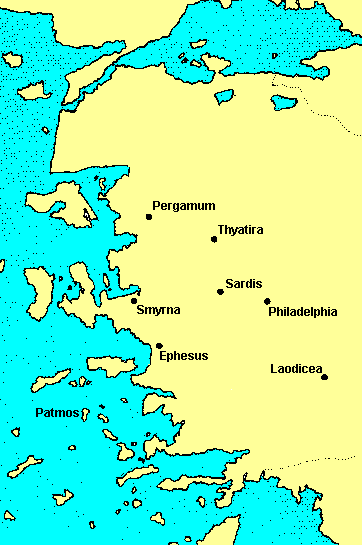 Pergamum
Thyatira
Sardis
Smyrna
Philadelphia
Ephesus
Laodicea
Patmos